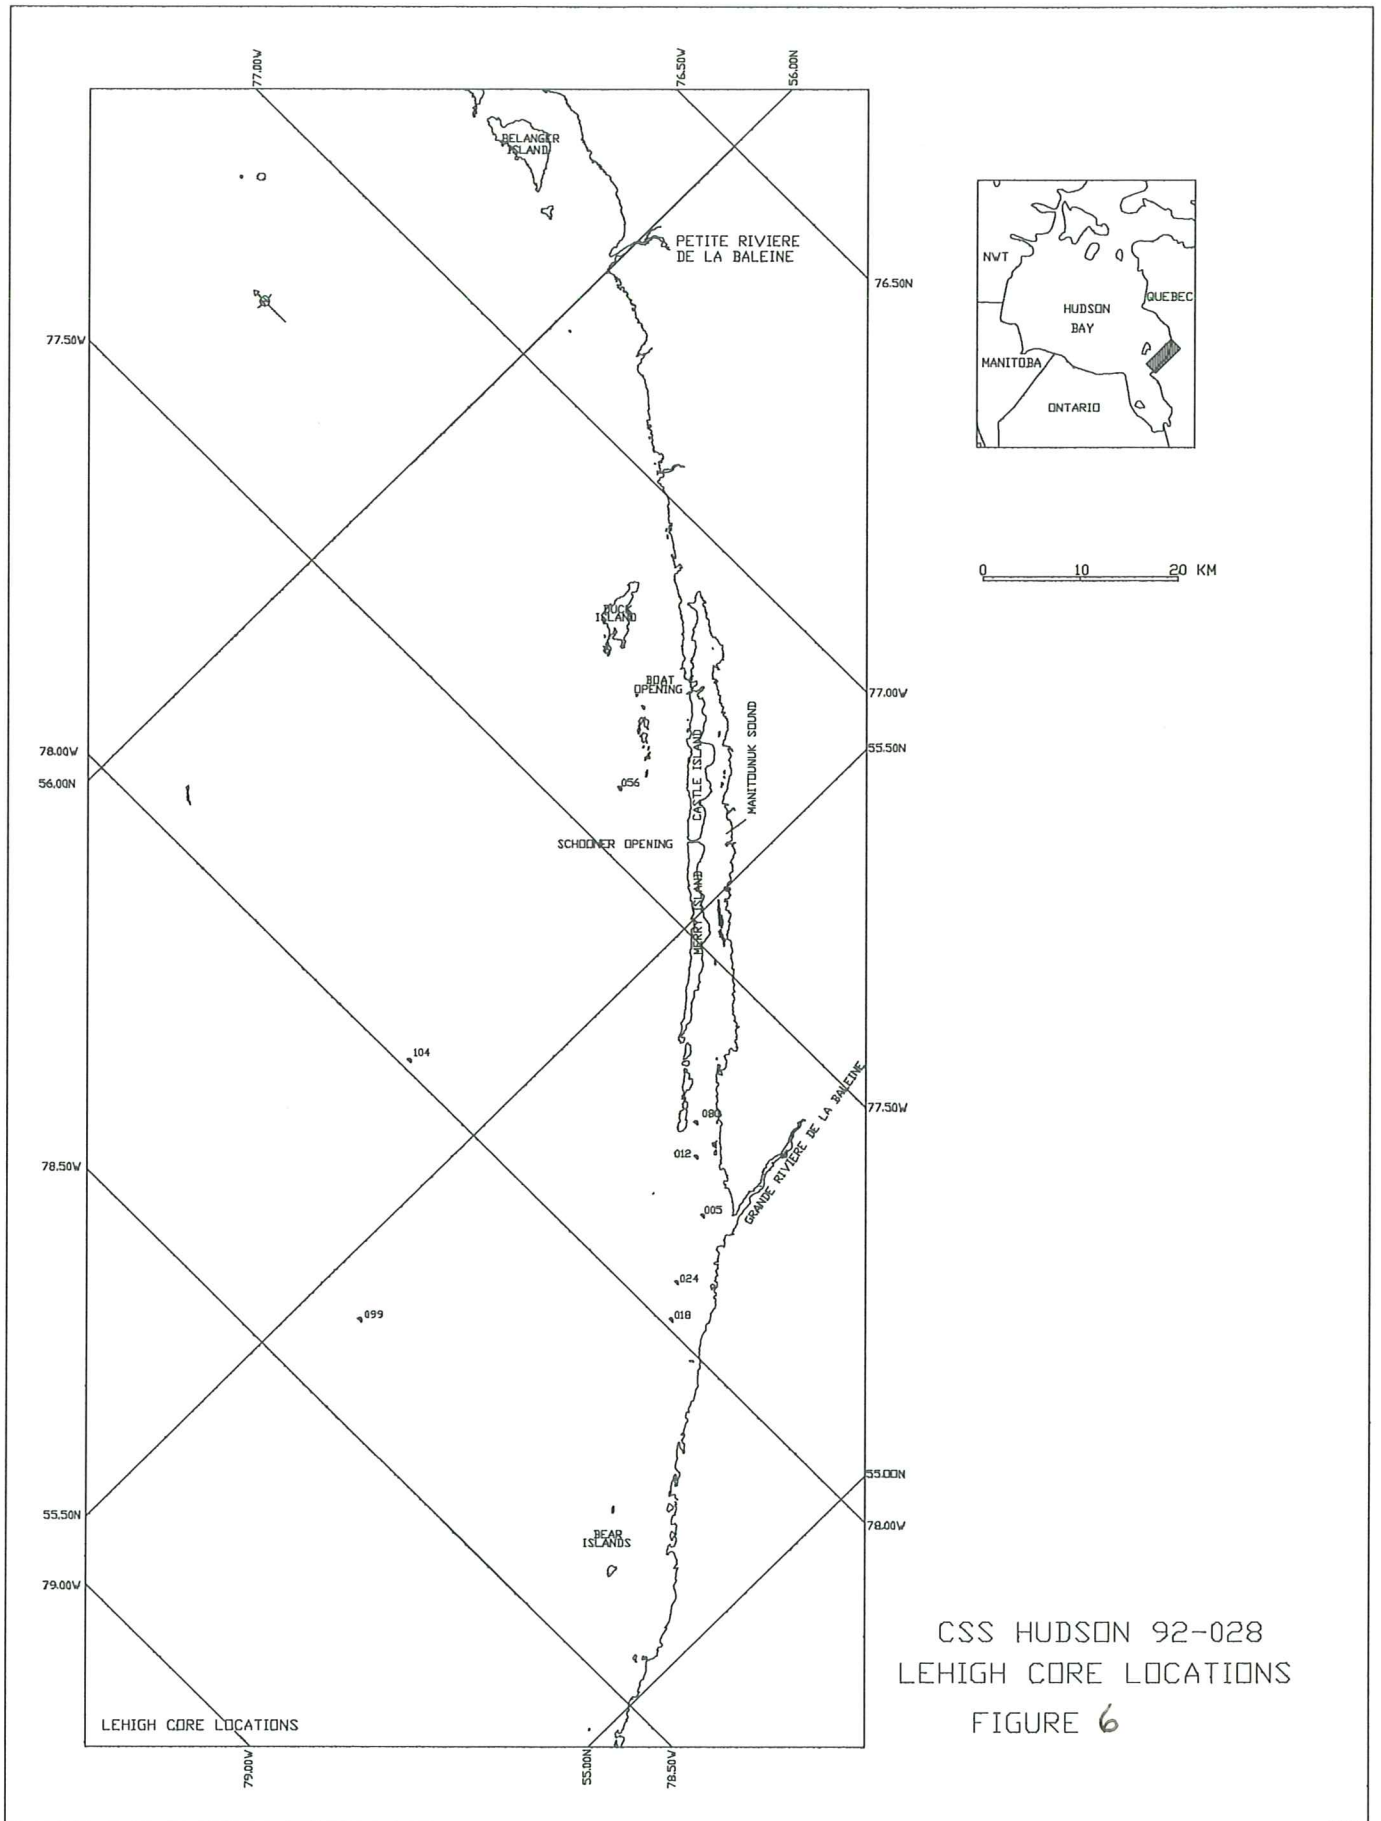 77.00W
76.50W
56.00N
BELANGER
ISLAND
PETITE RIVIERE
DE LA BALEINE
76.50N
77.50W
NWT
QUEBEC
HUDSON
BAY
MANITOBA
ONTARIO
0 10 20 KM
DUCK
ISLAND
BOAT
OPENING
77.00W
MANITOUNUK SOUND
CASTLE ISLAND
55.50N
78.00W
56.00N
056
SCHOONER OPENING
MERRY ISLAND
104
77.50W
GRANDE RIVIERE DE LA BALEINE
080
012
78.50W
005
024
018
099
55.00N
55.50N
78.00W
BEAR
ISLANDS
79.00W
CSS HUDSON 92-028
LEHIGH CORE LOCATIONS
FIGURE 6
LEHIGH CORE LOCATIONS
79.00W
55.00N
78.50W